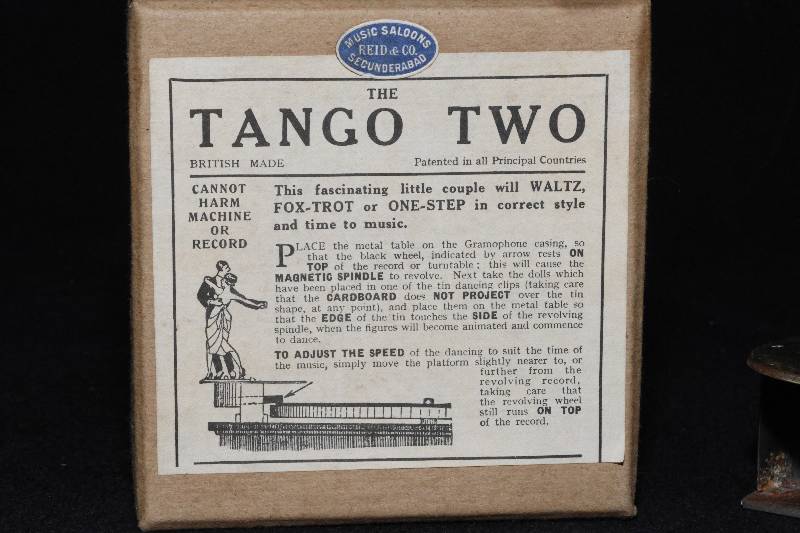 MUSIC SALOONS
REID & CO.
SECUNDERABAD
THE
TANGO TWO
BRITISH MADE Patented in all Principal Countries
CANNOT
HARM
MACHINE
OR
RECORD
This fascinating little couple will WALTZ,
FOX-TROT or ONE-STEP in correct style
and time to music.
PLACE the metal table on the Gramophone casing, so
that the black wheel, indicated by arrow rests ON
TOP of the record or turntable; this will cause the
MAGNETIC SPINDLE to revolve. Next take the dolls which
have been placed in one of the tin dancing clips (taking care
that the CARDBOARD does NOT PROJECT over the tin
shape, at any point), and place them on the metal table so
that the EDGE of the tin touches the SIDE of the revolving
spindle, when the figures will become animated and commence
to dance.
TO ADJUST THE SPEED of the dancing to suit the time of
the music, simply move the platform slightly nearer to, or
further from the
revolving record,
taking care that
the revolving wheel
still runs ON TOP
of the record.